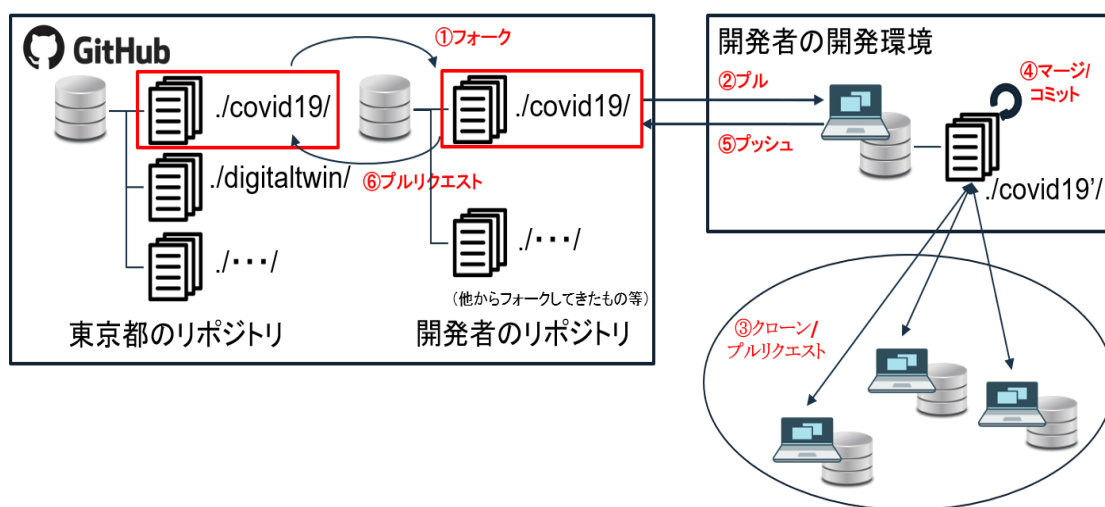 GitHub
①フォーク
./covid19/
./covid19/
./digitaltwin/
⑥プルリクエスト
./・・・/
./・・・/
(他からフォークしてきたもの等)
東京都のリポジトリ
開発者のリポジトリ
開発者の開発環境
②プル
④マージ/
コミット
⑤プッシュ
./covid19'/
③クローン/
プルリクエスト